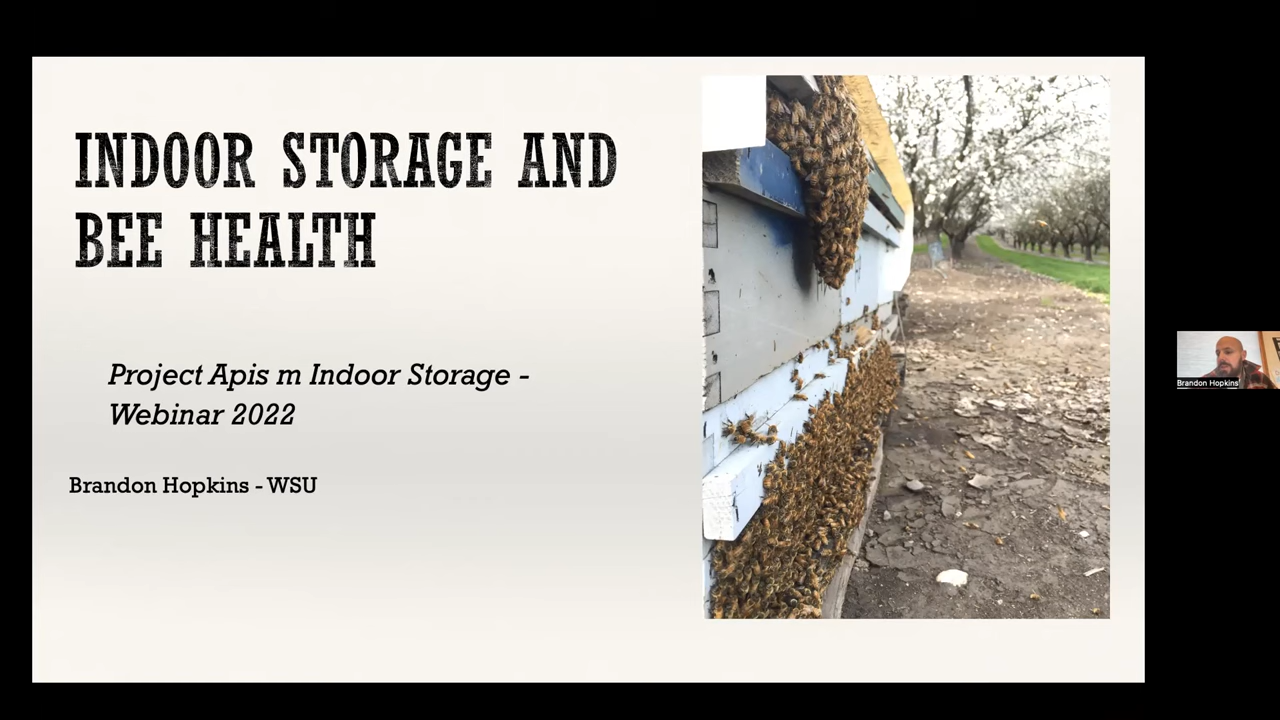 INDOOR STORAGE AND
BEE HEALTH
Project Apis m Indoor Storage -
Webinar 2022
Brandon Hopkins - WSU
Brandon Hopkins